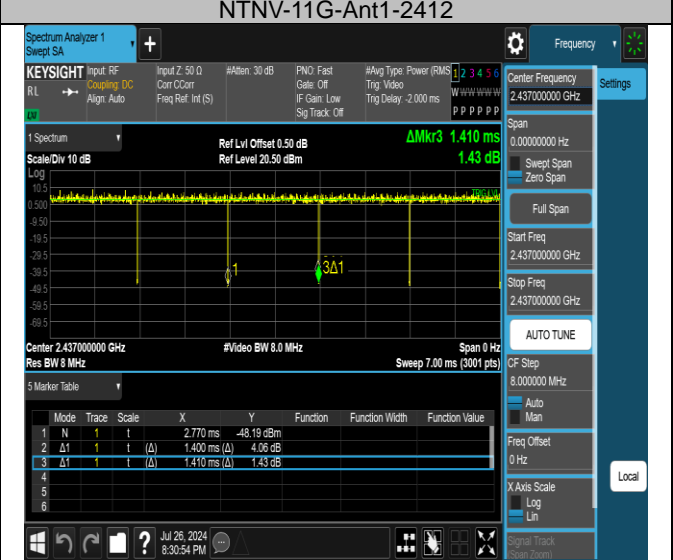 NTNV-11G-Ant1-2412
Spectrum Analyzer 1
Swept SA
+
Frequency
KEYSIGHT
RL
Input: RF
Coupling: DC
Align: Auto
Input Z: 50 Ω
Corr CCorr
Freq Ref: Int (S)
#Atten: 30 dB
PNO: Fast
Gate: Off
IF Gain: Low
Sig Track: Off
#Avg Type: Power (RMS
Trig: Video
Trig Delay: -2.000 ms
1 2 3 4 5 6
W W W W W W
P P P P P P
Center Frequency
2.437000000 GHz
Settings
Span
0.00000000 Hz
Swept Span
Zero Span
Full Span
Start Freq
2.437000000 GHz
Stop Freq
2.437000000 GHz
AUTO TUNE
CF Step
8.000000 MHz
Auto
Man
Freq Offset
0 Hz
X Axis Scale
Log
Lin
Signal Track
(Span Zoom)
Local
1 Spectrum
Scale/Div 10 dB
Log
Ref Lvl Offset 0.50 dB
Ref Level 20.50 dBm
ΔMkr3 1.410 ms
1.43 dB
10.5
0.500
-9.50
-19.5
-29.5
-39.5
-49.5
-59.5
-69.5
TRIG LVL
1
3Δ1
Center 2.437000000 GHz
Res BW 8 MHz
#Video BW 8.0 MHz
Span 0 Hz
Sweep 7.00 ms (3001 pts)
5 Marker Table
Mode Trace Scale X Y Function Function Width Function Value
1 N 1 t 2.770 ms -48.19 dBm
2 Δ1 1 t (Δ) 1.400 ms (Δ) 4.06 dB
3 Δ1 1 t (Δ) 1.410 ms (Δ) 1.43 dB
4
5
6
?
Jul 26, 2024
8:30:54 PM